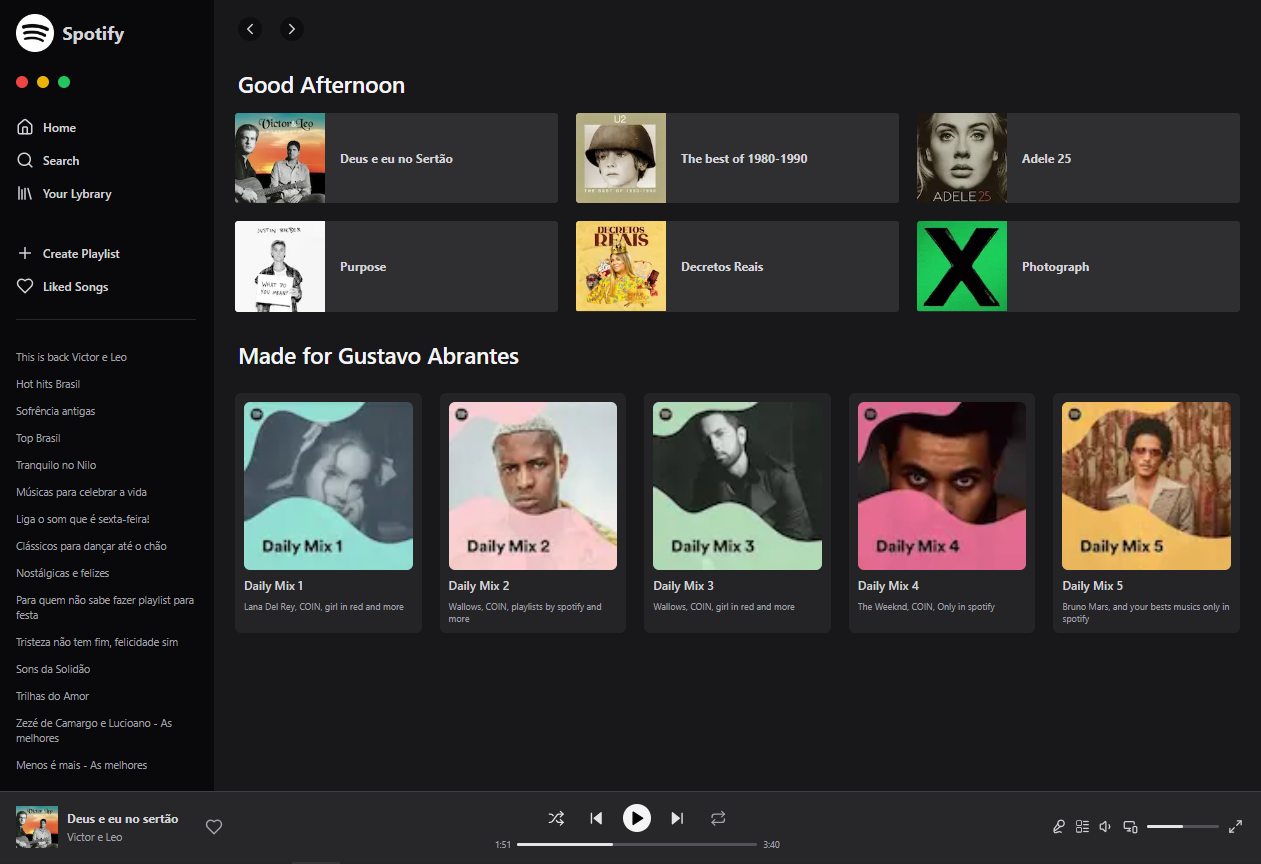 Spotify
Home
Search
Your Lybrary
Create Playlist
Liked Songs
This is back Victor e Leo
Hot hits Brasil
Sofrência antigas
Top Brasil
Tranquilo no Nilo
Músicas para celebrar a vida
Liga o som que é sexta-feira!
Clássicos para dançar até o chão
Nostálgicas e felizes
Para quem não sabe fazer playlist para
festa
Tristeza não tem fim, felicidade sim
Sons da Solidão
Trilhas do Amor
Zezé de Camargo e Lucioano - As
melhores
Menos é mais - As melhores
Good Afternoon
Victor Leo
Deus e eu no Sertão
U2
THE BEST OF 1980-1990
The best of 1980-1990
ADELE 25
Adele 25
JUSTIN BIEBER
WHAT DO
YOU MEAN?
Purpose
DECRETOS
REAIS
Decretos Reais
X
Photograph
Made for Gustavo Abrantes
Daily Mix 1
Daily Mix 1
Lana Del Rey, COIN, girl in red and more
Daily Mix 2
Daily Mix 2
Wallows, COIN, playlists by spotify and
more
Daily Mix 3
Daily Mix 3
Wallows, COIN, girl in red and more
Daily Mix 4
Daily Mix 4
The Weeknd, COIN, Only in spotify
Daily Mix 5
Daily Mix 5
Bruno Mars, and your bests musics only in
spotify
Victor Leo
Deus e eu no sertão
Victor e Leo
1:51
3:40